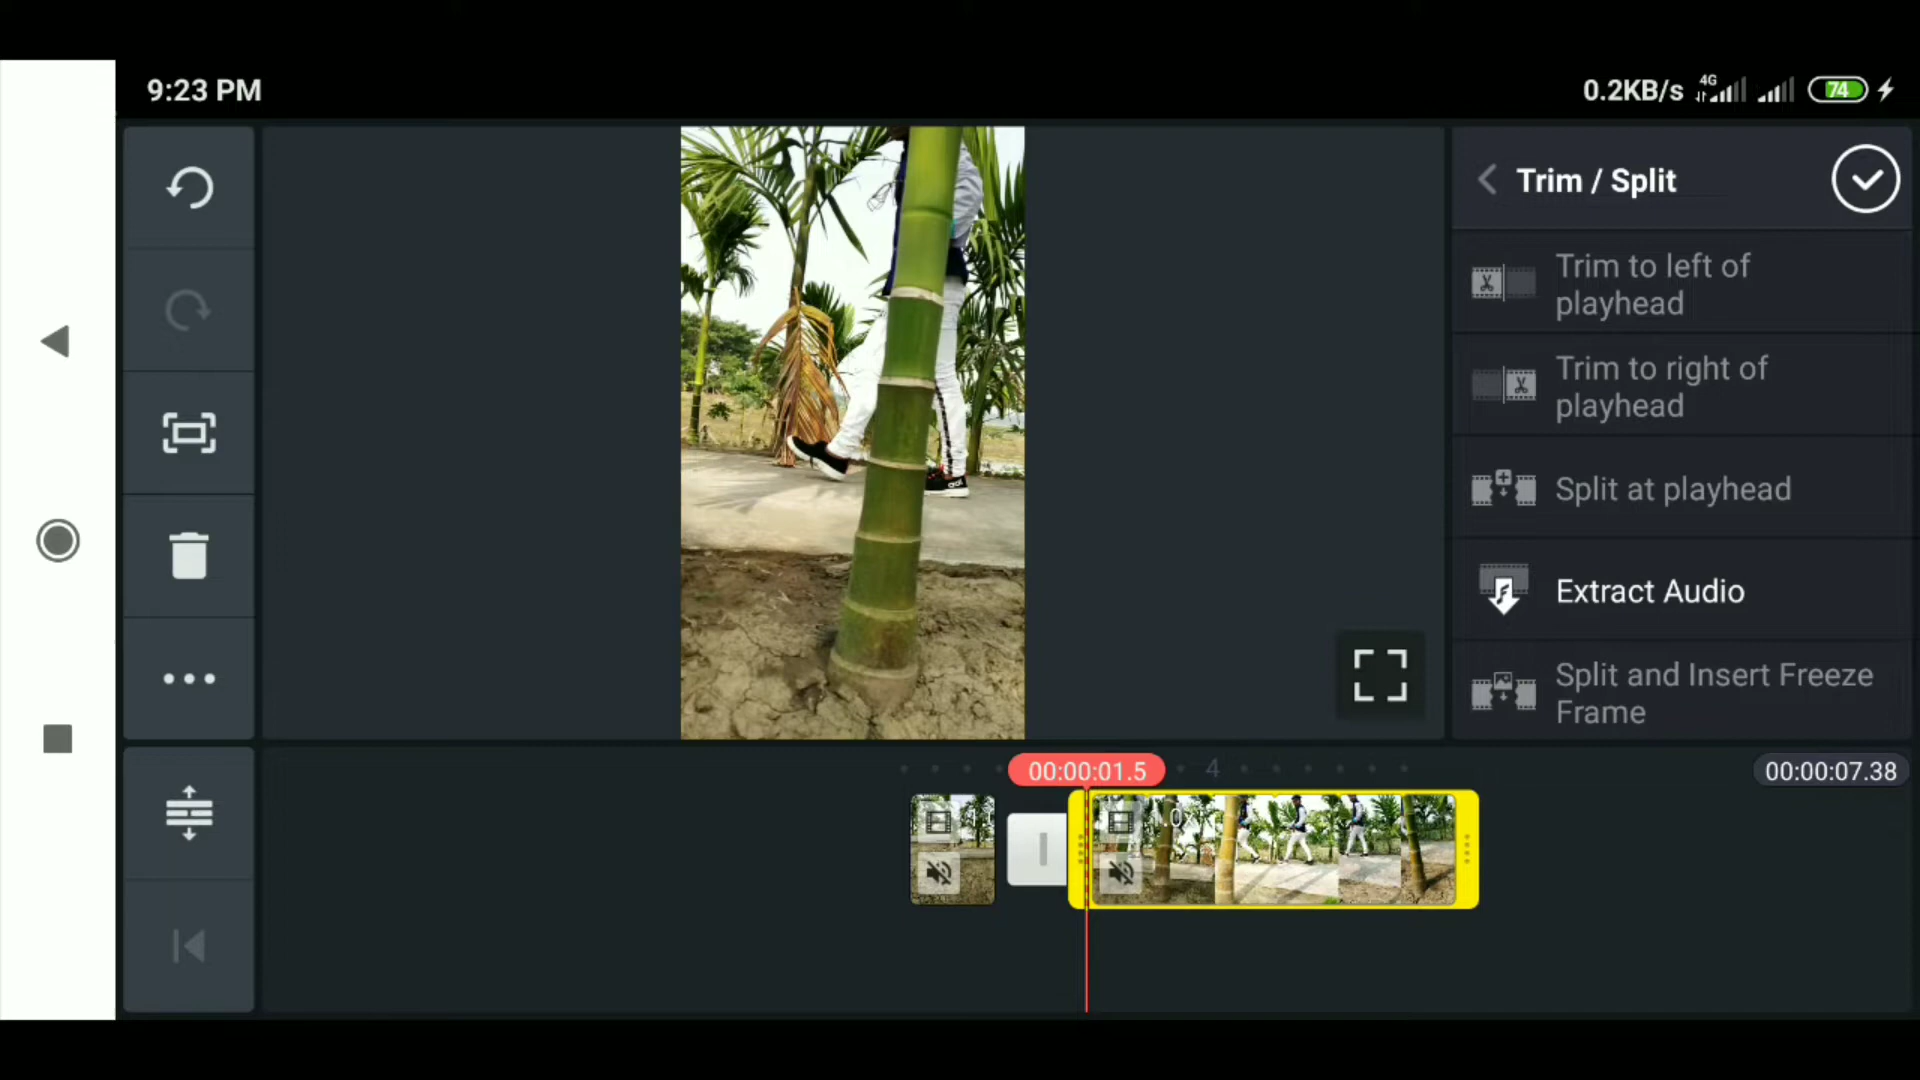 9:23 PM
0.2KB/s 4G 74
Trim / Split
Trim to left of
playhead
Trim to right of
playhead
Split at playhead
Extract Audio
Split and Insert Freeze
Frame
00:00:01.5
4
00:00:07.38